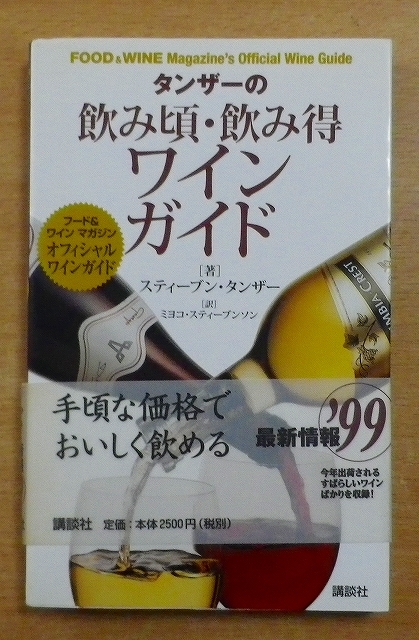 FOOD & WINE Magazine's Official Wine Guide
タンザーの
飲み頃・飲み得
ワイン
ガイド
フード&
ワイン マガジン
オフィシャル
ワインガイド
[著]
スティーブン・タンザー
[訳]
ミヨコ・スティーブンソン
MBIA CREST
手頃な価格で
おいしく飲める
最新情報 '99
今年出荷される
すばらしいワイン
ばかりを収録!
講談社 定価:本体2500円(税別)
講談社